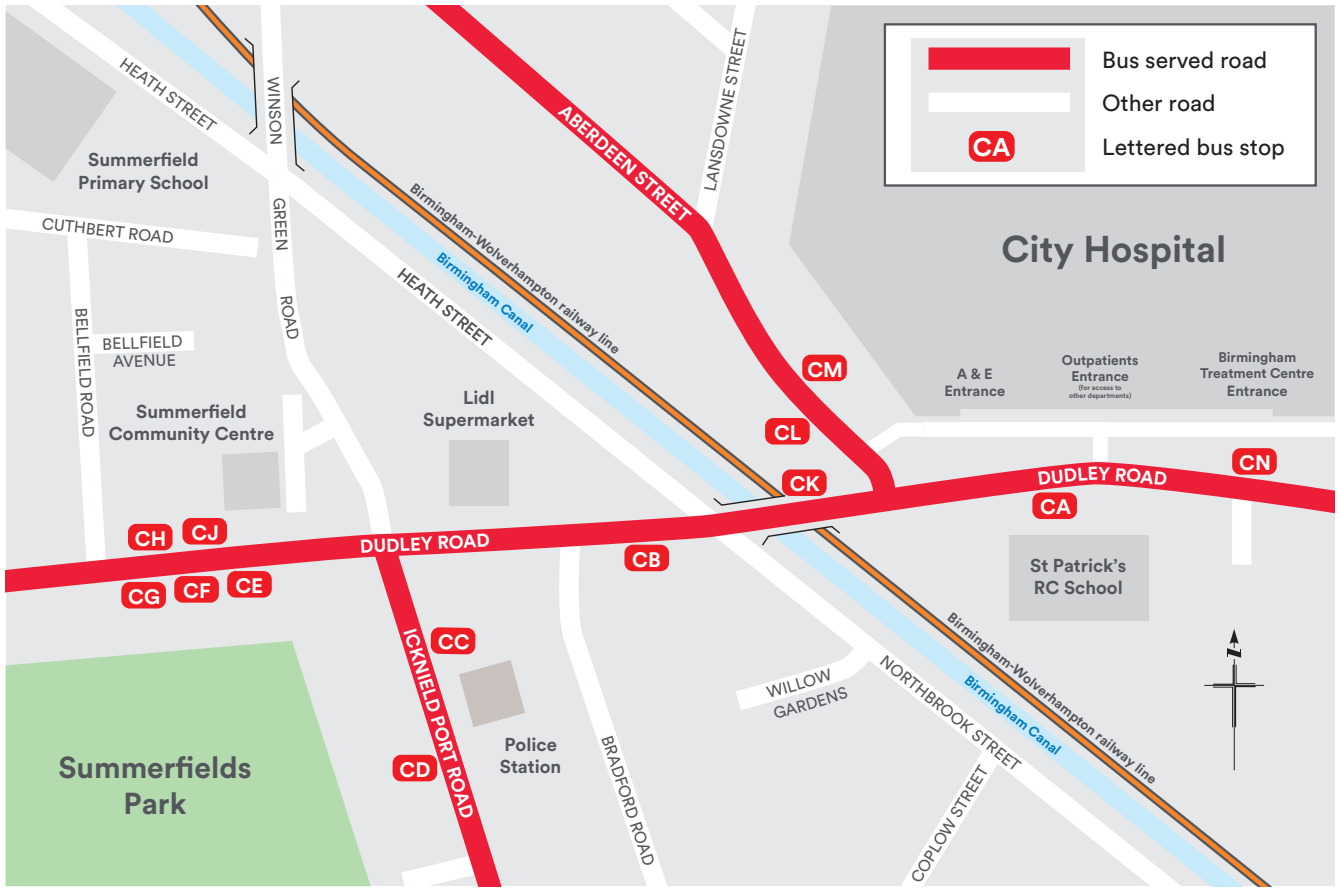 Bus served road
Other road
CA
Lettered bus stop
HEATH STREET
WINSON
GREEN
ROAD
Summerfield
Primary School
CUTHBERT ROAD
BELLFIELD ROAD
BELLFIELD
AVENUE
Summerfield
Community Centre
Birmingham-Wolverhampton railway line
Birmingham Canal
HEATH STREET
Lidl
Supermarket
ABERDEEN STREET
LANSDOWNE STREET
City Hospital
A & E
Entrance
Outpatients
Entrance
(for access to
other departments)
Birmingham
Treatment Centre
Entrance
CM
CL
CK
CN
DUDLEY ROAD
CA
St Patrick's
RC School
CH
CJ
DUDLEY ROAD
CB
CG
CF
CE
CC
ICKNIELD PORT ROAD
CD
Police
Station
BRADFORD ROAD
Summerfields
Park
WILLOW
GARDENS
NORTHBROOK STREET
COPLOW STREET
Birmingham Canal
Birmingham-Wolverhampton railway line
N